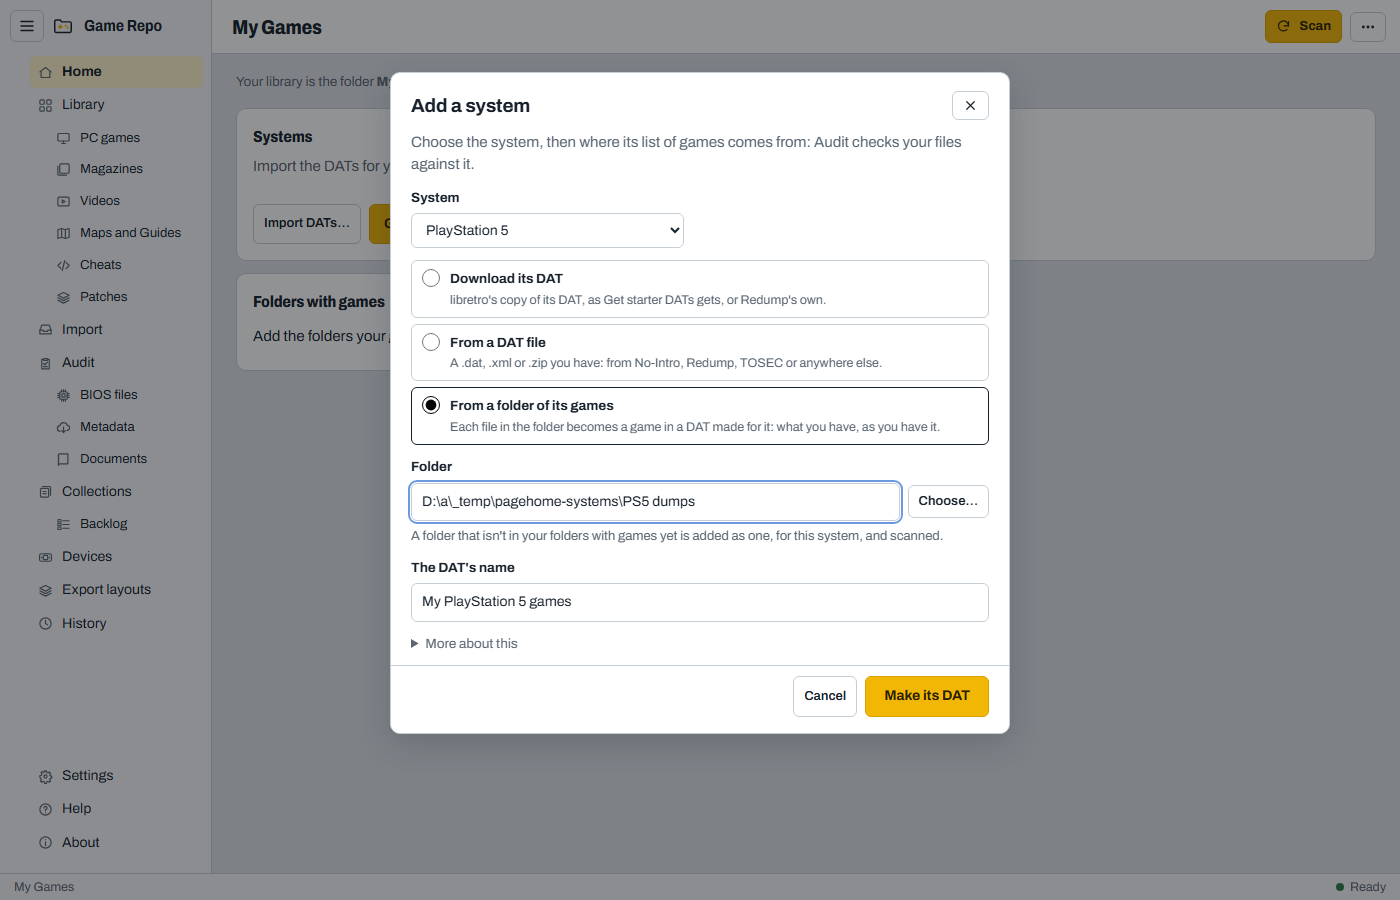 Game Repo
My Games
Scan
Home
Library
PC games
Magazines
Videos
Maps and Guides
Cheats
Patches
Import
Audit
BIOS files
Metadata
Documents
Collections
Backlog
Devices
Export layouts
History
Settings
Help
About
Your library is the folder
Systems
Import the DATs for
Import DATs...
Folders with games
Add the folders your
Add a system
Choose the system, then where its list of games comes from: Audit checks your files
against it.
System
PlayStation 5
Download its DAT
libretro's copy of its DAT, as Get starter DATs gets, or Redump's own.
From a DAT file
A .dat, .xml or .zip you have: from No-Intro, Redump, TOSEC or anywhere else.
From a folder of its games
Each file in the folder becomes a game in a DAT made for it: what you have, as you have it.
Folder
D:\a\_temp\pagehome-systems\PS5 dumps
Choose...
A folder that isn't in your folders with games yet is added as one, for this system, and scanned.
The DAT's name
My PlayStation 5 games
More about this
Cancel
Make its DAT
My Games
Ready